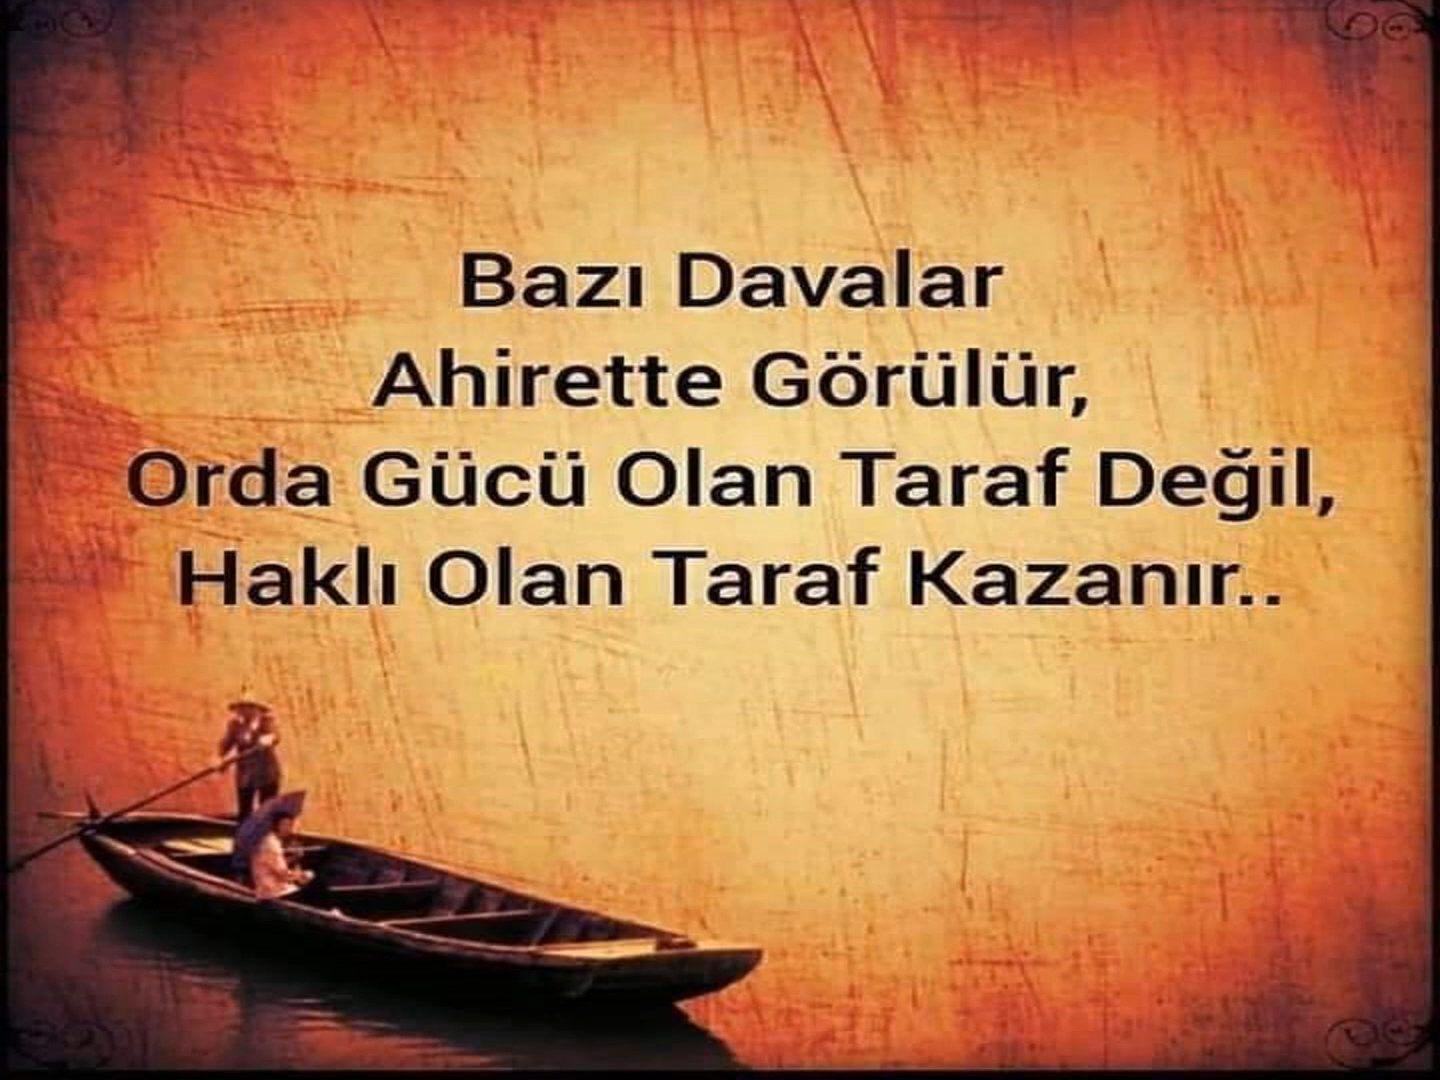 Bazı Davalar
Ahirette Görülür,
Orda Gücü Olan Taraf Değil,
Haklı Olan Taraf Kazanır..